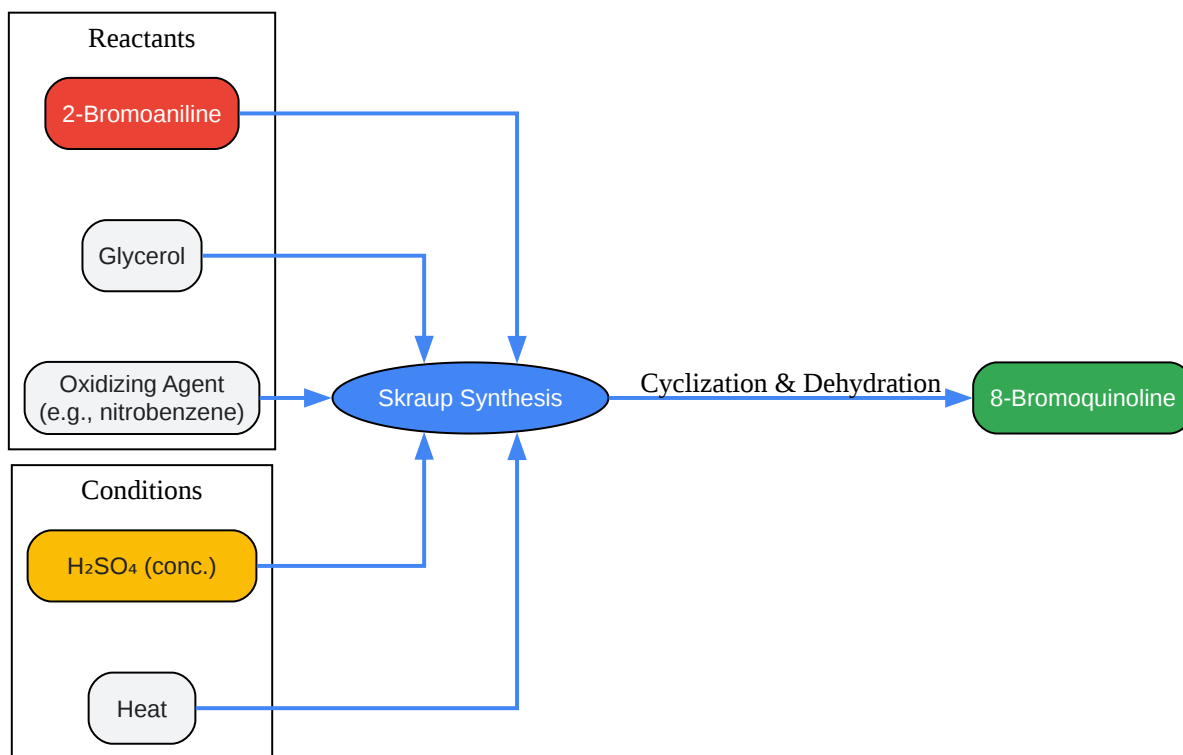 Reactants
2-Bromoaniline
Glycerol
Oxidizing Agent
(e.g., nitrobenzene)
Skraup Synthesis
Cyclization & Dehydration
8-Bromoquinoline
Conditions
H₂SO₄ (conc.)
Heat